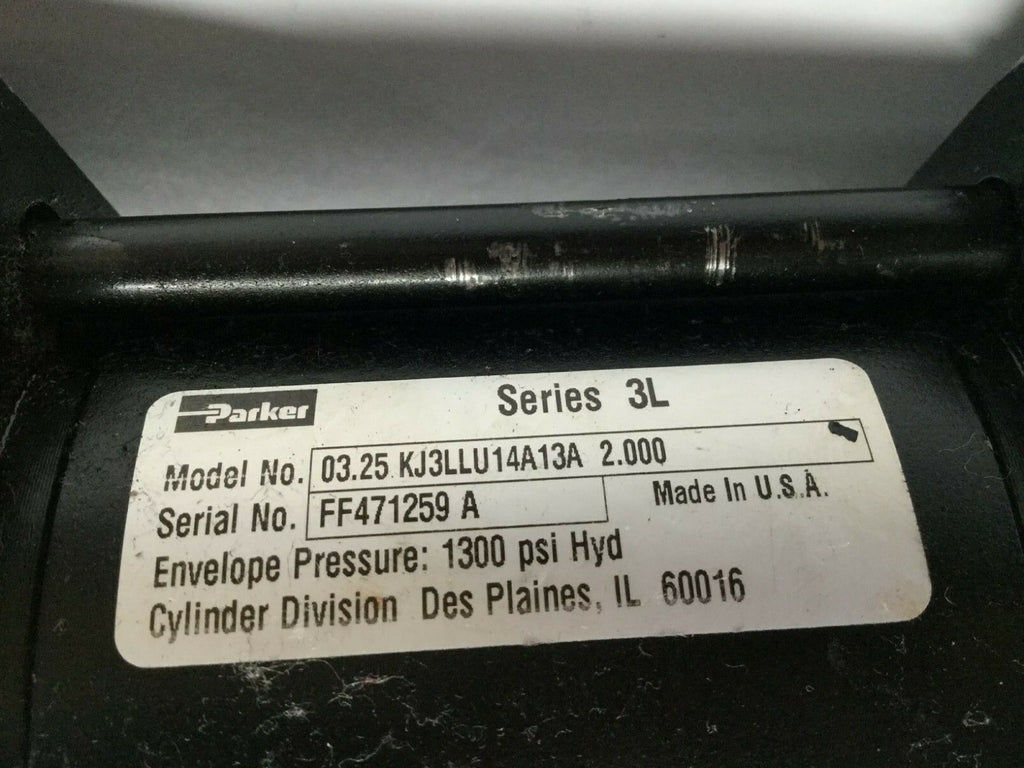 Parker
Series 3L
Model No. 03.25 KJ3LLU14A13A 2.000
Serial No. FF471259 A
Made In U.S.A.
Envelope Pressure: 1300 psi Hyd
Cylinder Division Des Plaines, IL 60016